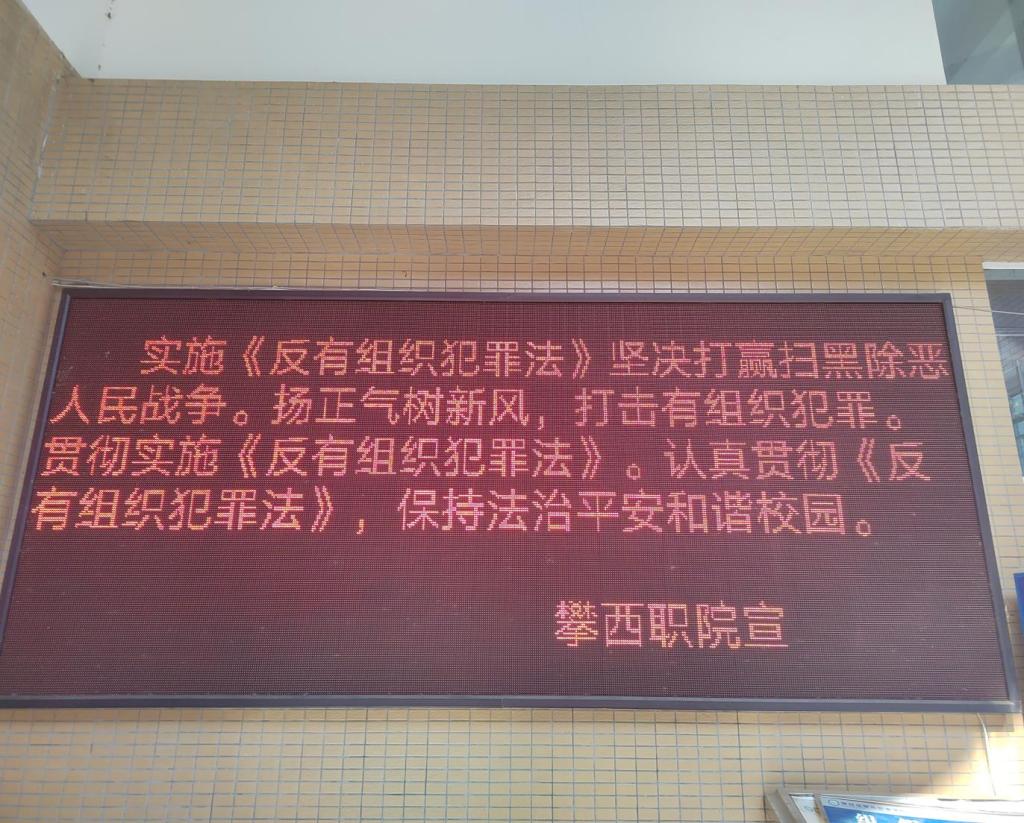 实施《反有组织犯罪法》坚决打赢扫黑除恶
人民战争。扬正气树新风，打击有组织犯罪。
贯彻实施《反有组织犯罪法》。认真贯彻《反
有组织犯罪法》，保持法治平安和谐校园。
攀西职院宣